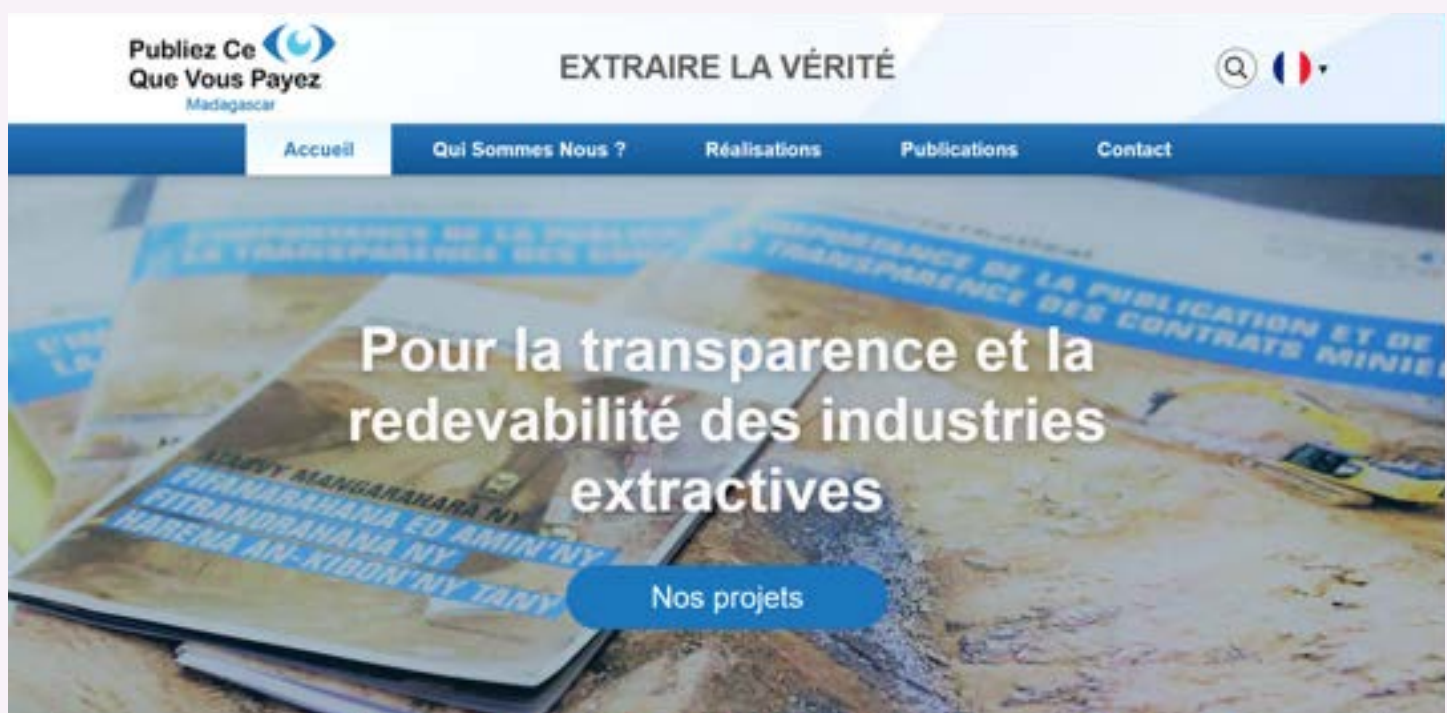 Publiez Ce
Que Vous Payez
Madagascar
EXTRAIRE LA VÉRITÉ
Accueil
Qui Sommes Nous ?
Réalisations
Publications
Contact
L'IMPORTANCE DE LA PUBLICATION ET DE
LA TRANSPARENCE DES CONTRATS MINIE
Pour la transparence et la
redevabilité des industries
extractives
MANGARAHARA NY
FITANTANANA EO AMIN'NY
FITRANDRAHANA NY
HARENA AN-KIBON'NY TANY
Nos projets